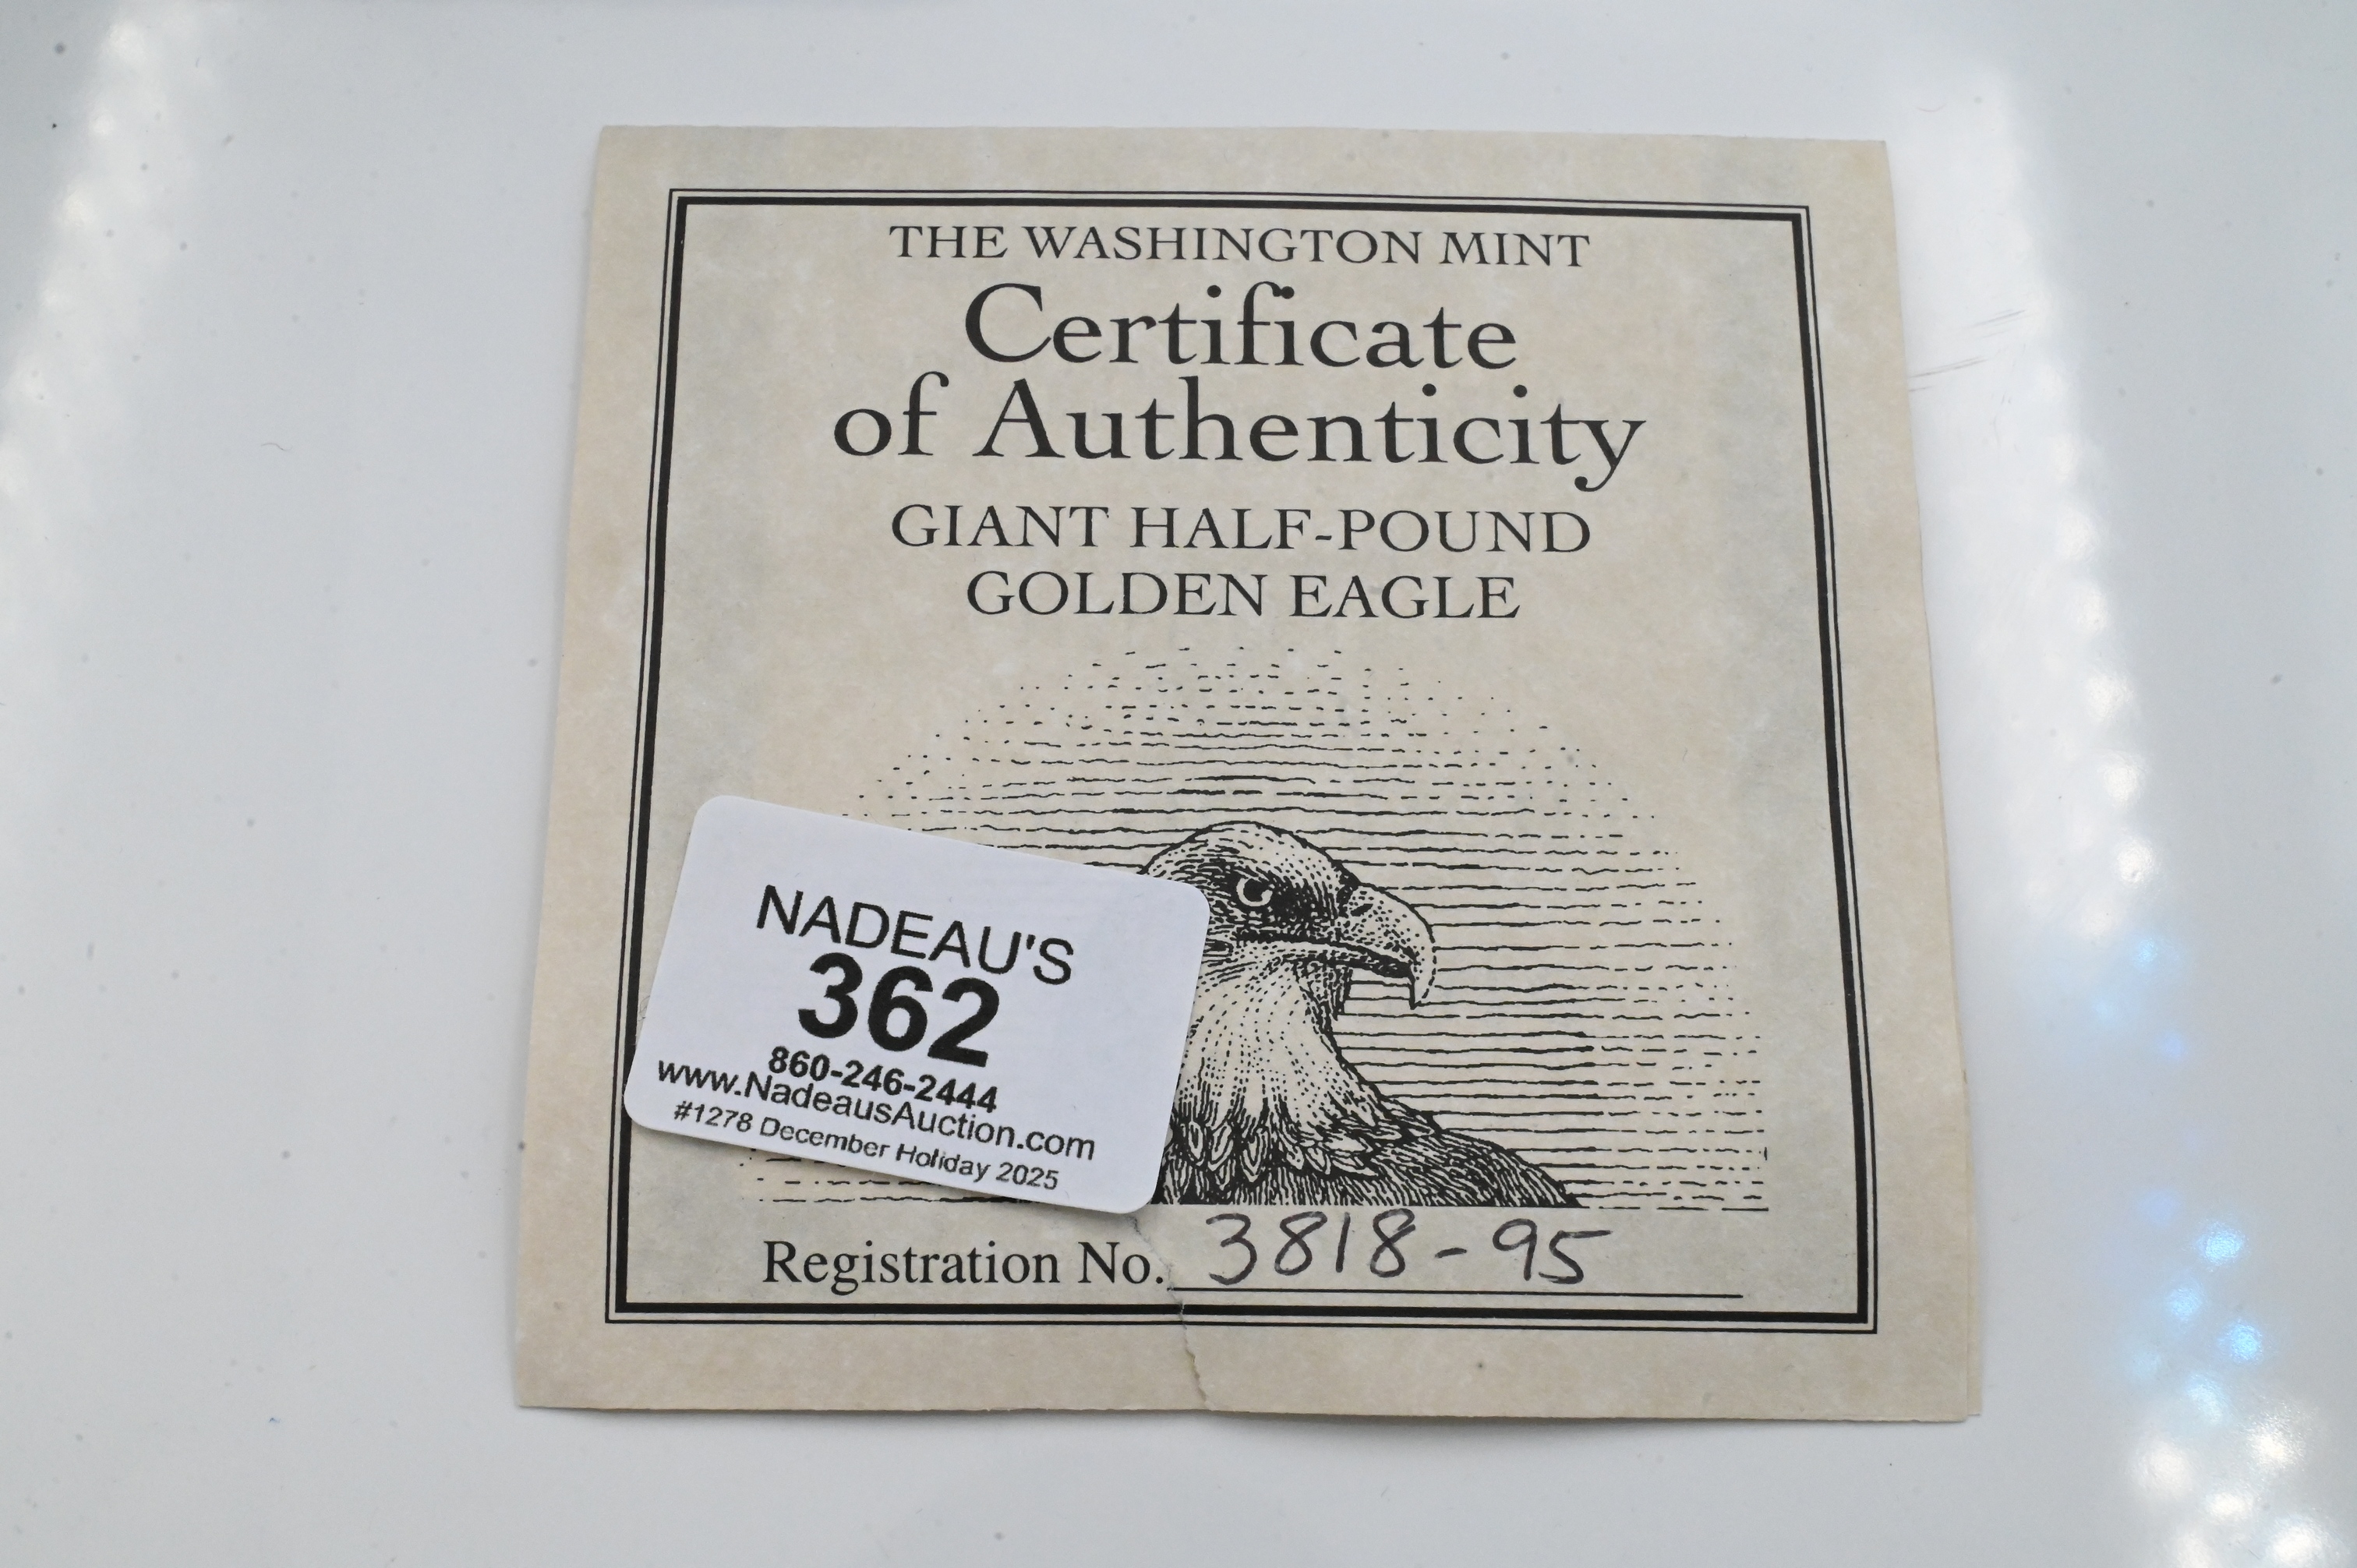 THE WASHINGTON MINT
Certificate
of Authenticity
GIANT HALF-POUND
GOLDEN EAGLE
NADEAU'S
362
860-246-2444
www.NadeausAuction.com
#1278 December Holiday 2025
Registration No. 3818-95